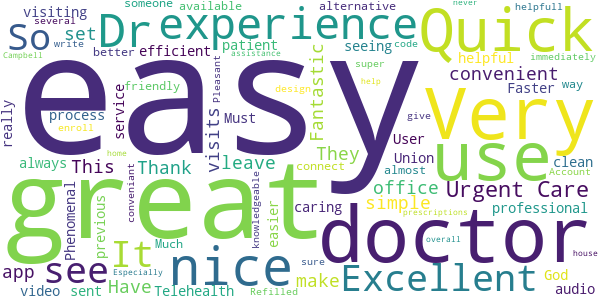 several
someone
available
alternative
never
helpfull
visiting
Dr
experience
Quick
So
set
write
better
efficient
patient
seeing
code
immediately
Campbell
assistance
super
helpful
easy
Very
friendly
design
help
Pleasant
Fantastic
convenient
Faster
way
process
enroll
service
visits
Must
give
User
really
always
This
Thank
leave
They
connect
use
Union
almost
clean
Account
home
great
Phenomenal
previous
conveniant
knowledgeable
easier
caring
office
simple
Urgent Care
professional
prescriptions
doctor
It
Much
app
see
nice
make
Excellent
God
overall
house
video
sent
Have
Especially
Telehealth
Refilled
sure
audio